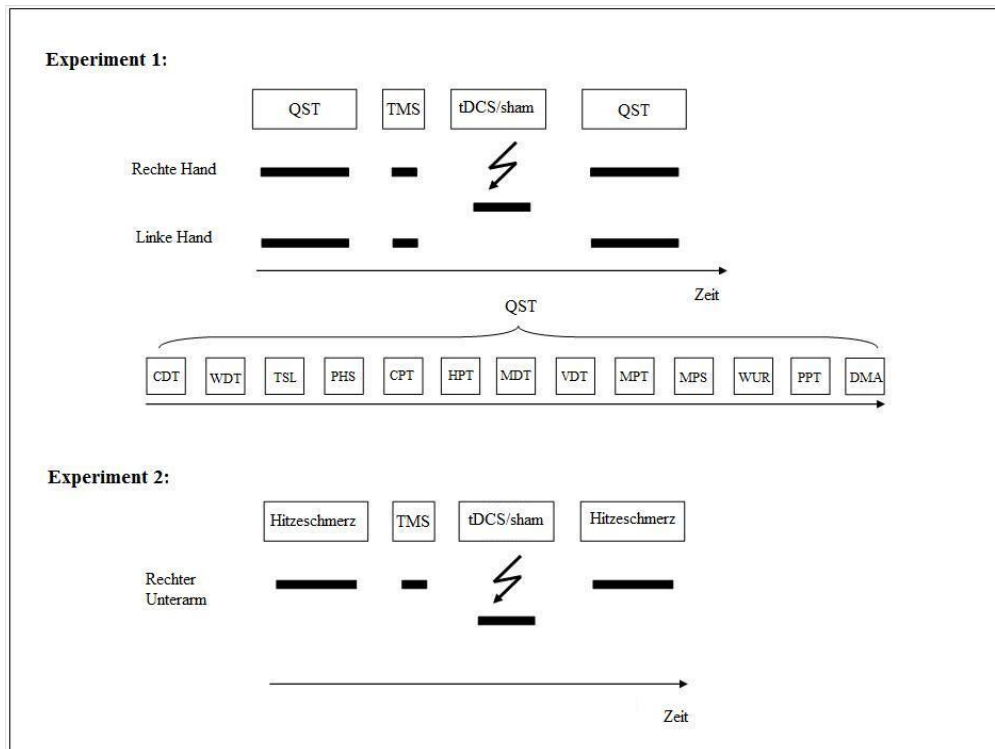 Experiment 1:
QST TMS tDCS/sham QST
Rechte Hand
Linke Hand
Zeit
QST
CDT WDT TSL PHS CPT HPT MDT VDT MPT MPS WUR PPT DMA
Experiment 2:
Hitzeschmerz TMS tDCS/sham Hitzeschmerz
Rechter
Unterarm
Zeit